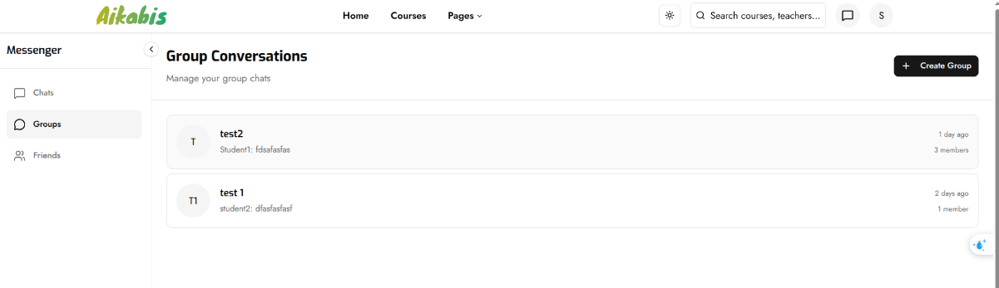 Aikabis
Home Courses Pages
Search courses, teachers...
S
Messenger
Chats
Groups
Friends
Group Conversations
Manage your group chats
Create Group
T
test2
Student1: fdsafasfas
1 day ago
3 members
T1
test 1
student2: dfasfasfasf
2 days ago
1 member